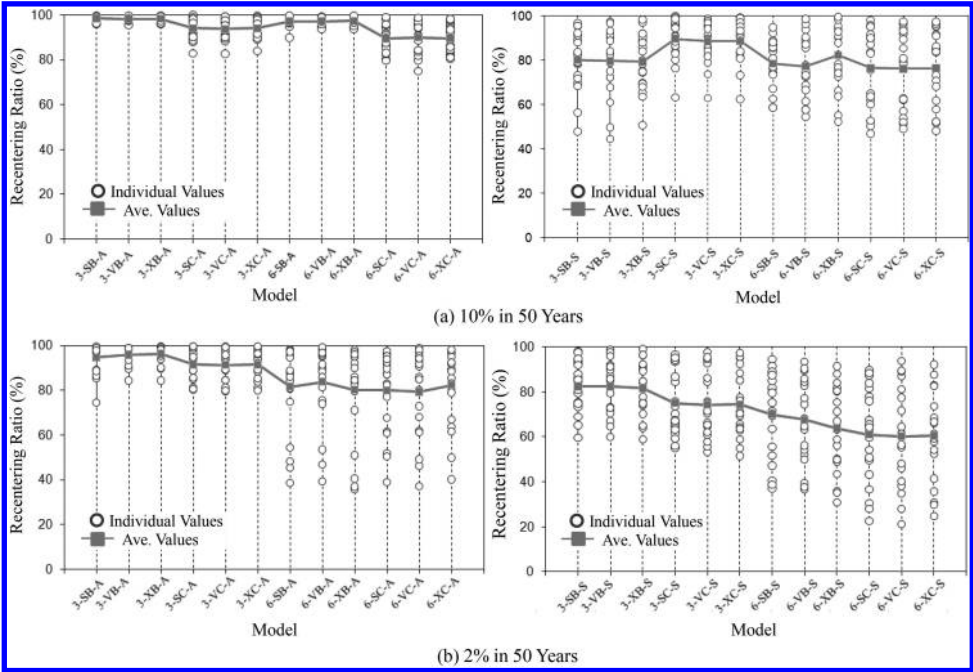 Recentering Ratio (%)
100
80
60
40
20
0
Individual Values
Ave. Values
3-SB-A
3-VB-A
3-XB-A
3-SC-A
3-VC-A
3-XC-A
6-SB-A
6-VB-A
6-XB-A
6-SC-A
6-VC-A
6-XC-A
Model
Recentering Ratio (%)
100
80
60
40
20
0
Individual Values
Ave. Values
3-SB-S
3-VB-S
3-XB-S
3-SC-S
3-VC-S
3-XC-S
6-SB-S
6-VB-S
6-XB-S
6-SC-S
6-VC-S
6-XC-S
Model
(a) 10% in 50 Years
Recentering Ratio (%)
100
80
60
40
20
0
Individual Values
Ave. Values
3-SB-A
3-VB-A
3-XB-A
3-SC-A
3-VC-A
3-XC-A
6-SB-A
6-VB-A
6-XB-A
6-SC-A
6-VC-A
6-XC-A
Model
Recentering Ratio (%)
100
80
60
40
20
0
Individual Values
Ave. Values
3-SB-S
3-VB-S
3-XB-S
3-SC-S
3-VC-S
3-XC-S
6-SB-S
6-VB-S
6-XB-S
6-SC-S
6-VC-S
6-XC-S
Model
(b) 2% in 50 Years